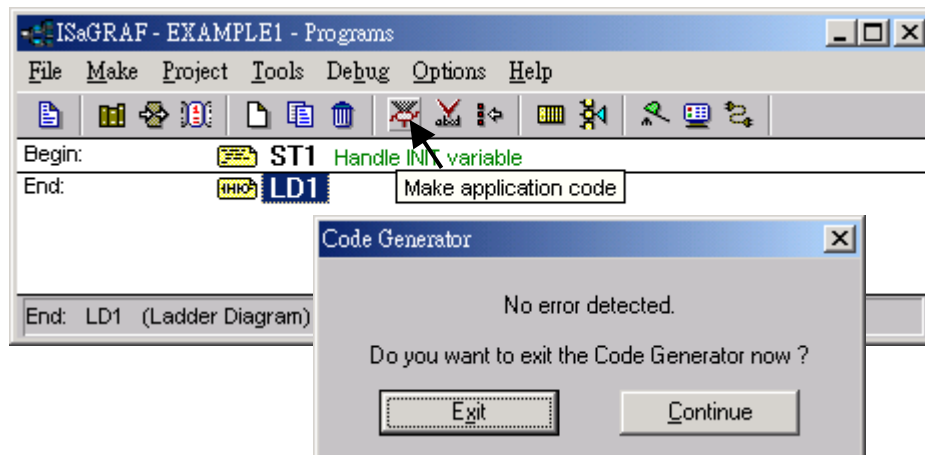 ISaGRAF - EXAMPLE1 - Programs
File Make Project Tools Debug Options Help
Begin: ST1 Handle INIT variable
End: LD1
Make application code
Code Generator
End: LD1 (Ladder Diagram)
No error detected.
Do you want to exit the Code Generator now ?
Exit Continue